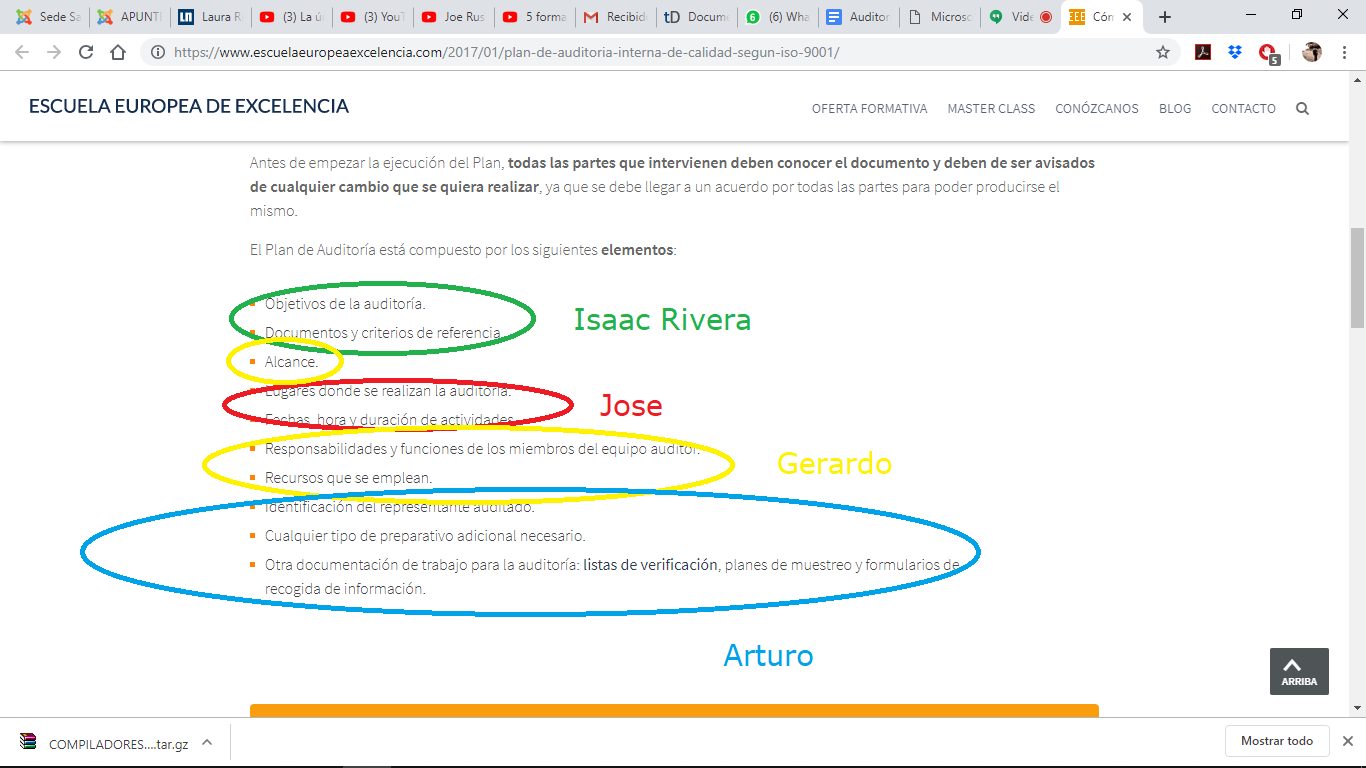 Sede Sa
APUNT
Laura R
(3) La ú
(3) YouT
Joe Rus
5 forma
Recibid
Docume
(6) Wha
Auditor
Microso
Vide
Cón
https://www.escuelaeuropeaexcelencia.com/2017/01/plan-de-auditoria-interna-de-calidad-segun-iso-9001/
5
ESCUELA EUROPEA DE EXCELENCIA
OFERTA FORMATIVA MASTER CLASS CONÓZCANOS BLOG CONTACTO
Antes de empezar la ejecución del Plan, todas las partes que intervienen deben conocer el documento y deben de ser avisados
de cualquier cambio que se quiera realizar, ya que se debe llegar a un acuerdo por todas las partes para poder producirse el
mismo.
El Plan de Auditoría está compuesto por los siguientes elementos:
Objetivos de la auditoría.
Isaac Rivera
Documentos y criterios de referencia.
Alcance.
Lugares donde se realizan la auditoría.
Jose
Fechas, hora y duración de actividades.
Responsabilidades y funciones de los miembros del equipo auditor.
Gerardo
Recursos que se emplean.
Identificación del representante auditado.
Cualquier tipo de preparativo adicional necesario.
Otra documentación de trabajo para la auditoría: listas de verificación, planes de muestreo y formularios de
recogida de información.
Arturo
ARRIBA
COMPILADORES....tar.gz
Mostrar todo